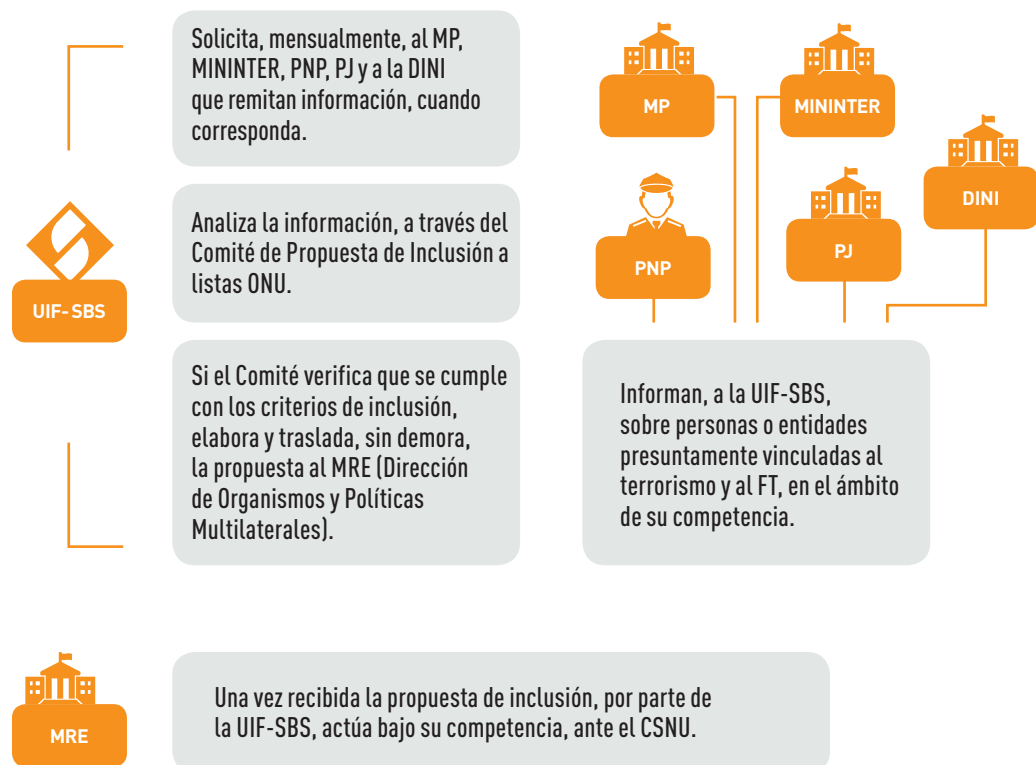 Solicita, mensualmente, al MP,
MININTER, PNP, PJ y a la DINI
que remitan información, cuando
corresponda.
UIF-SBS
Analiza la información, a través del
Comité de Propuesta de Inclusión a
listas ONU.
Si el Comité verifica que se cumple
con los criterios de inclusión,
elabora y traslada, sin demora,
la propuesta al MRE (Dirección
de Organismos y Políticas
Multilaterales).
MP
MININTER
DINI
PNP
PJ
Informan, a la UIF-SBS,
sobre personas o entidades
presuntamente vinculadas al
terrorismo y al FT, en el ámbito
de su competencia.
MRE
Una vez recibida la propuesta de inclusión, por parte de
la UIF-SBS, actúa bajo su competencia, ante el CSNU.